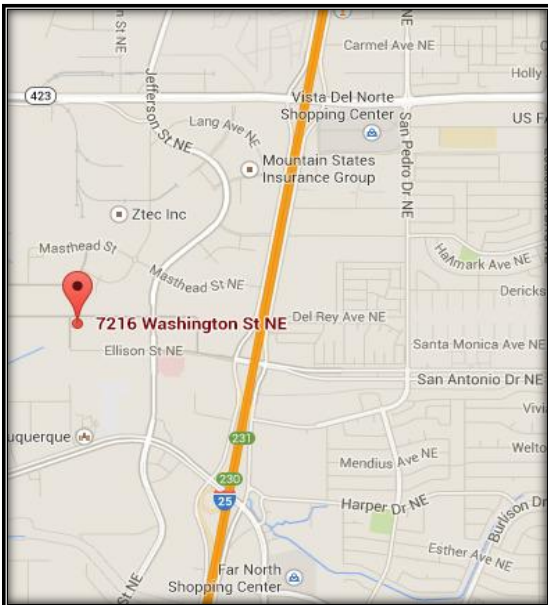 NE
Carmel Ave NE
n St NE
Holly
Jefferson St NE
423
Vista Del Norte
Shopping Center
Lang Ave NE
US F
San Pedro Dr NE
Mountain States
Insurance Group
Ztec Inc
Masthead St
Hallmark Ave NE
Masthead St NE
Dericks
7216 Washington St NE
Del Rey Ave NE
Ellison St NE
Santa Monica Ave NE
San Antonio Dr NE
Vivi
uquerque
231
Welto
Mendius Ave NE
230
25
Harper Dr NE
Burlison Dr
Esther Ave NE
Far North
Shopping Center
St NE